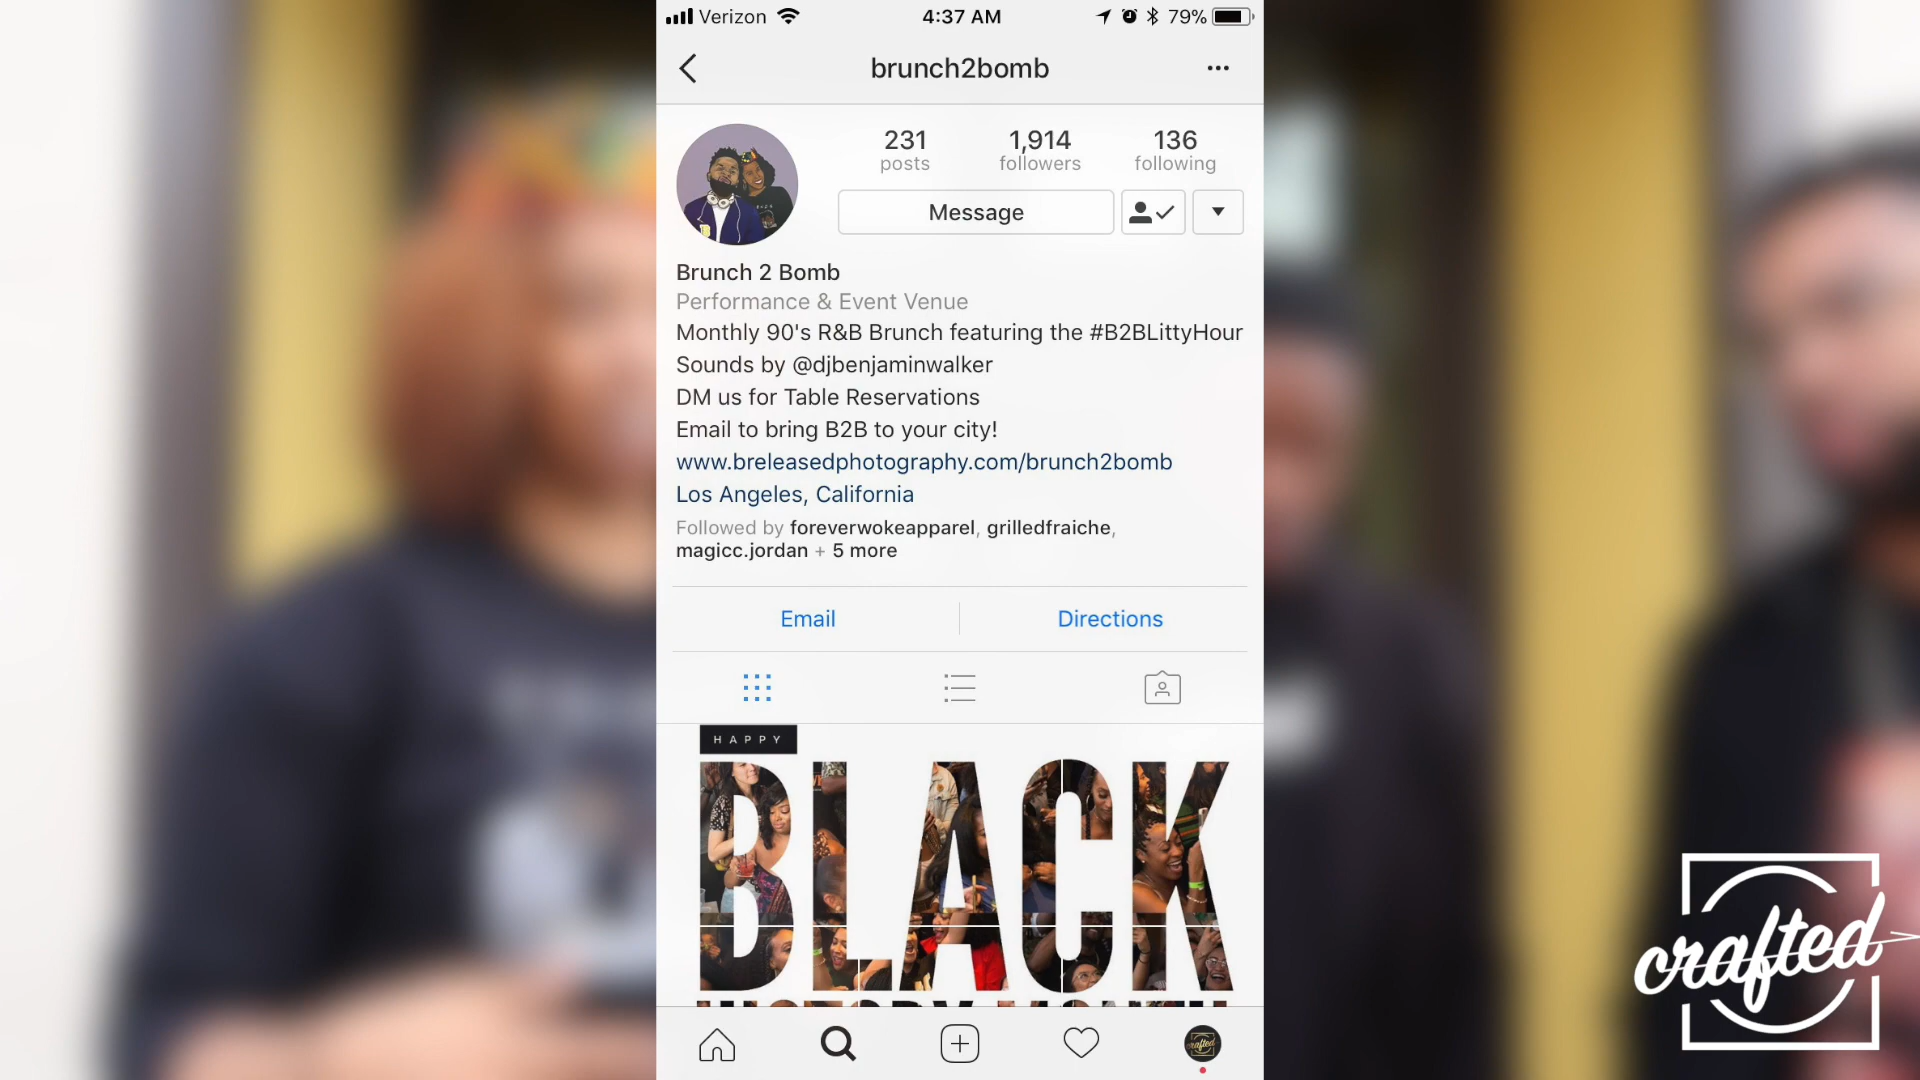 Verizon 4:37 AM 79%
brunch2bomb
231 1,914 136
posts followers following
Message
Brunch 2 Bomb
Performance & Event Venue
Monthly 90's R&B Brunch featuring the #B2BLittyHour
Sounds by @djbenjaminwalker
DM us for Table Reservations
Email to bring B2B to your city!
www.breleasedphotography.com/brunch2bomb
Los Angeles, California
Followed by foreverwokeapparel, grilledfraiche,
magicc.jordan + 5 more
Email Directions
HAPPY
BLACK
HISTORY MONTH
crafted
crafted